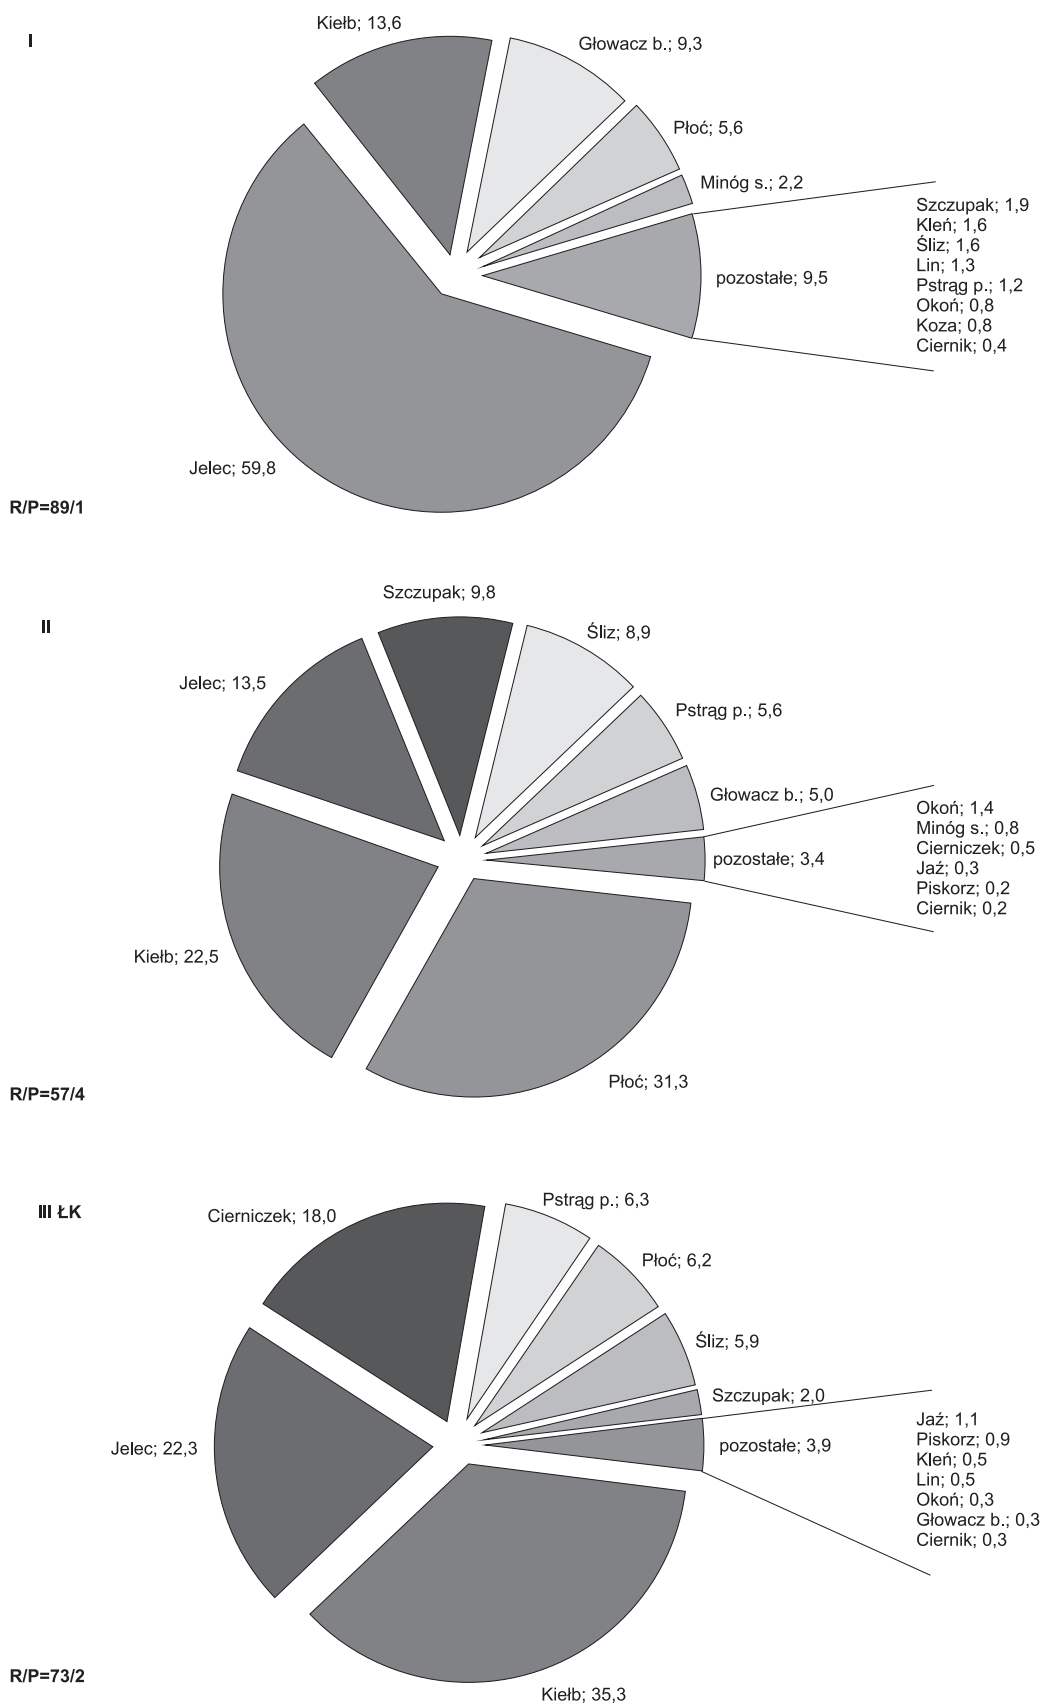 I
Kiełb; 13,6
Głowacz b.; 9,3
Płoć; 5,6
Minóg s.; 2,2
pozostałe; 9,5
Szczupak; 1,9
Kleń; 1,6
Śliz; 1,6
Lin; 1,3
Pstrąg p.; 1,2
Okoń; 0,8
Koza; 0,8
Ciernik; 0,4
Jelec; 59,8
R/P=89/1
II
Szczupak; 9,8
Śliz; 8,9
Jelec; 13,5
Pstrąg p.; 5,6
Głowacz b.; 5,0
pozostałe; 3,4
Okoń; 1,4
Minóg s.; 0,8
Cierniczek; 0,5
Jaź; 0,3
Piskorz; 0,2
Ciernik; 0,2
Kiełb; 22,5
Płoć; 31,3
R/P=57/4
III ŁK
Cierniczek; 18,0
Pstrąg p.; 6,3
Płoć; 6,2
Śliz; 5,9
Szczupak; 2,0
pozostałe; 3,9
Jaź; 1,1
Piskorz; 0,9
Kleń; 0,5
Lin; 0,5
Okoń; 0,3
Głowacz b.; 0,3
Ciernik; 0,3
Jelec; 22,3
Kiełb; 35,3
R/P=73/2